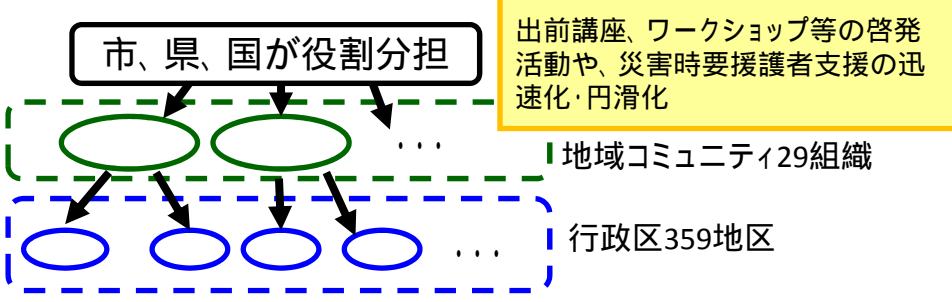 市、県、国が役割分担
出前講座、ワークショップ等の啓発
活動や、災害時要援護者支援の迅
速化・円滑化
・・・
地域コミュニティ29組織
行政区359地区
・・・